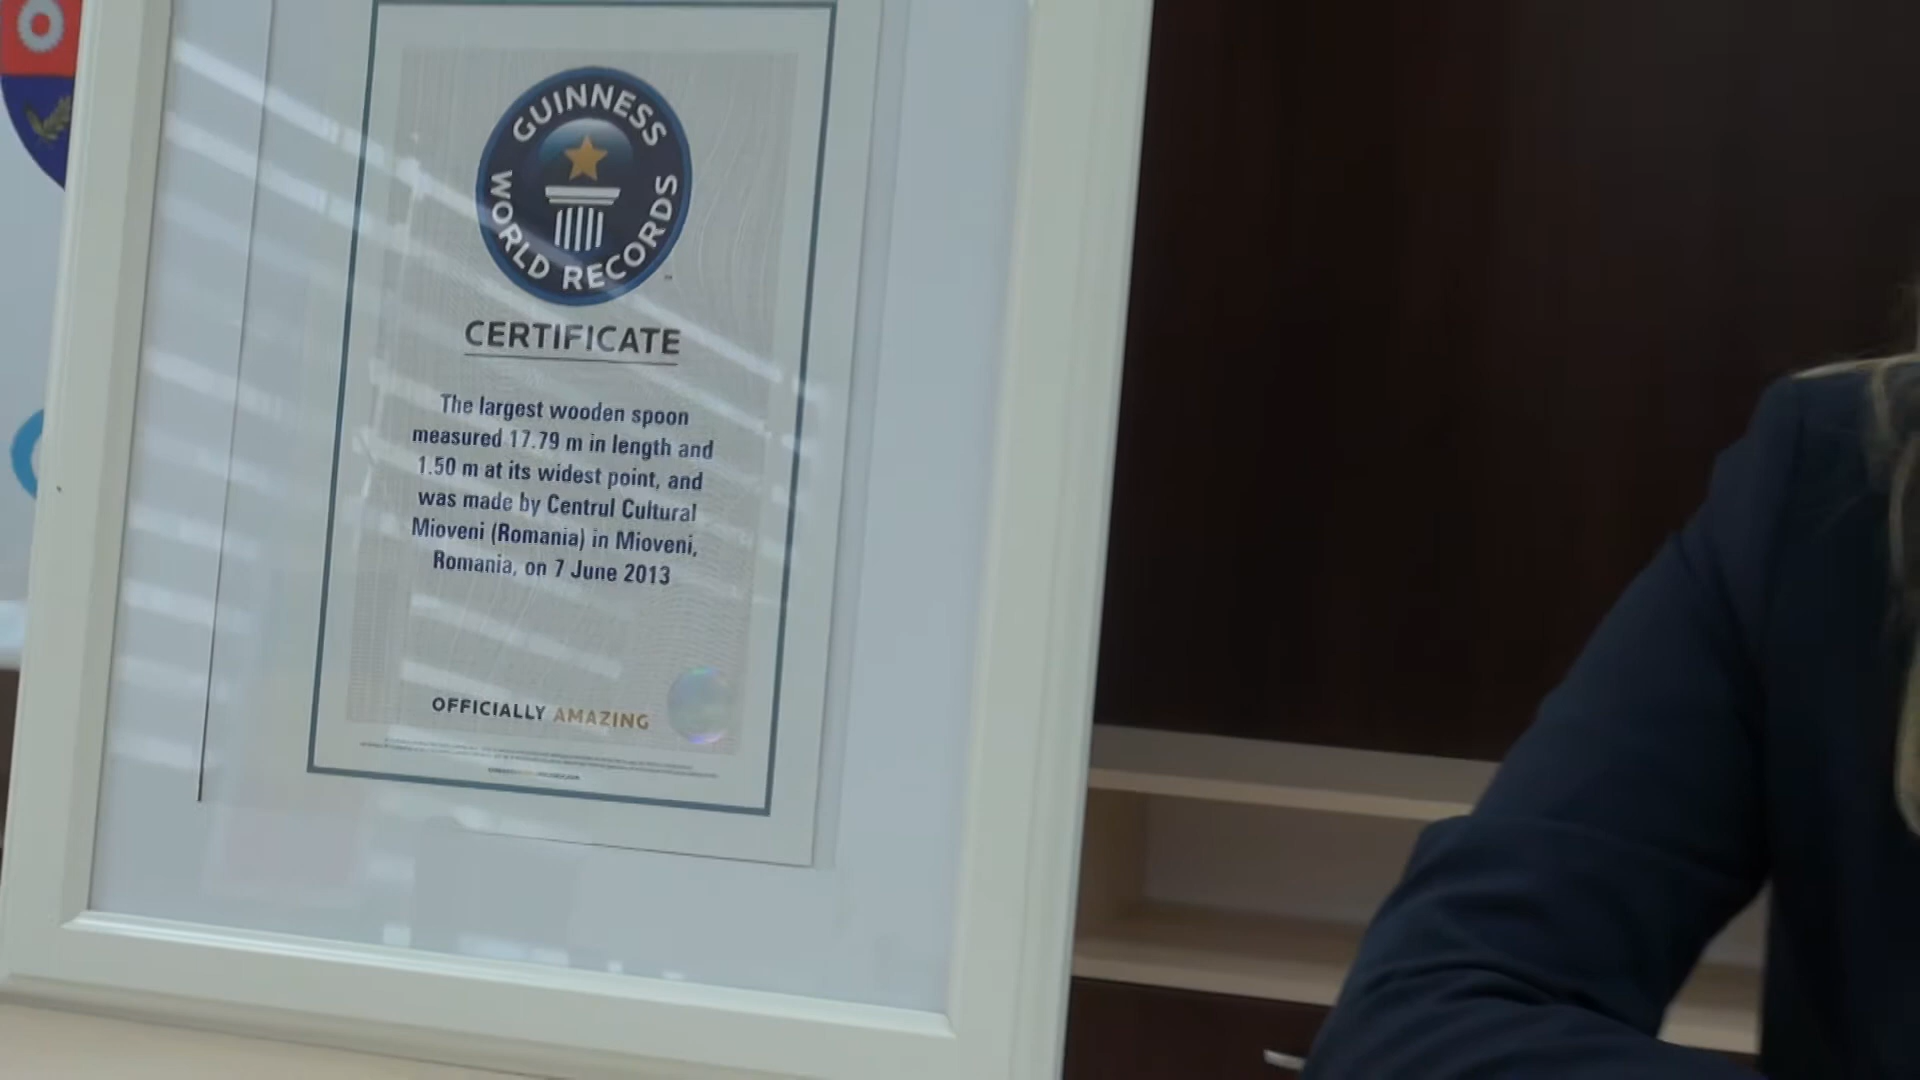 GUINNESS
WORLD RECORDS
CERTIFICATE
The largest wooden spoon
measured 17.79 m in length and
1.50 m at its widest point, and
was made by Centrul Cultural
Mioveni (Romania) in Mioveni,
Romania, on 7 June 2013
OFFICIALLY AMAZING